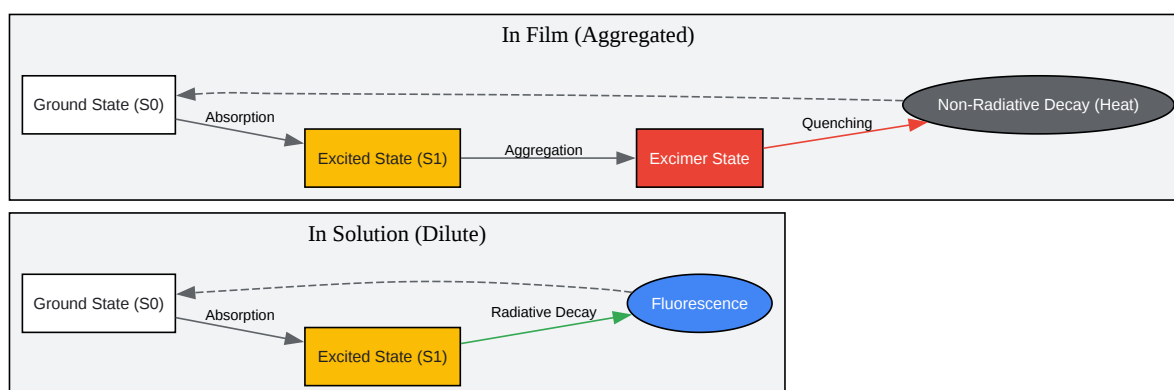 In Film (Aggregated)
Ground State (S0)
Absorption
Excited State (S1)
Aggregation
Excimer State
Quenching
Non-Radiative Decay (Heat)
In Solution (Dilute)
Ground State (S0)
Absorption
Excited State (S1)
Radiative Decay
Fluorescence